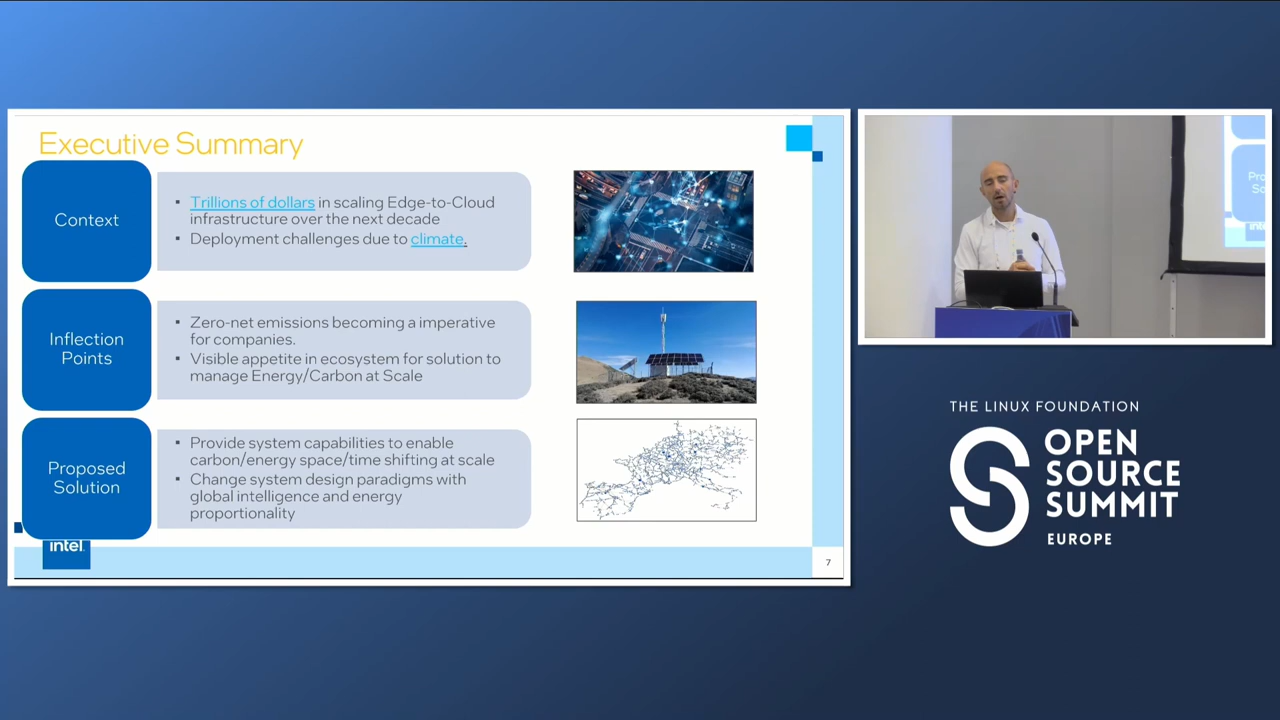 Executive Summary
Context
▪ Trillions of dollars in scaling Edge-to-Cloud
infrastructure over the next decade
▪ Deployment challenges due to climate.
Inflection
Points
▪ Zero-net emissions becoming a imperative
for companies.
▪ Visible appetite in ecosystem for solution to
manage Energy/Carbon at Scale
Proposed
Solution
▪ Provide system capabilities to enable
carbon/energy space/time shifting at scale
▪ Change system design paradigms with
global intelligence and energy
proportionality
intel
7
THE LINUX FOUNDATION
OPEN
SOURCE
SUMMIT
EUROPE